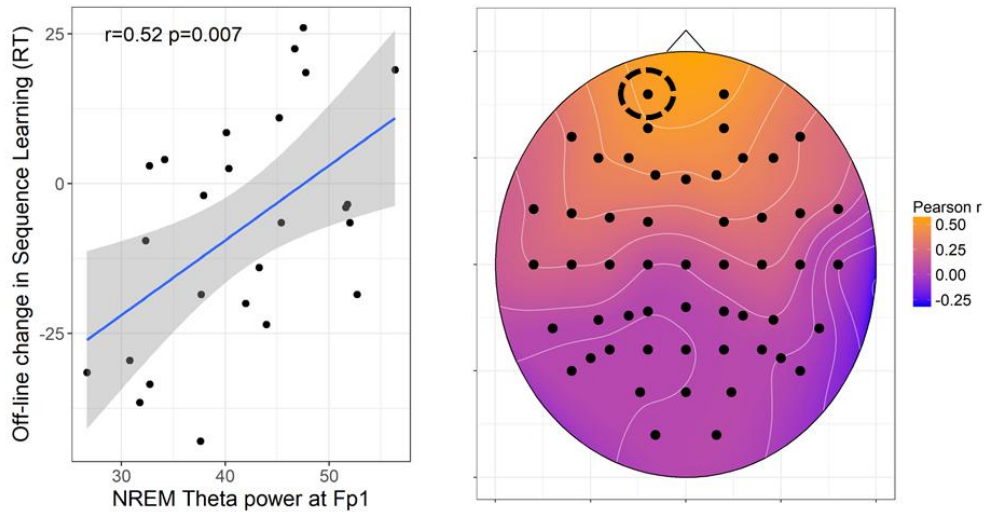 Off-line change in Sequence Learning (RT)
25
0
-25
r=0.52 p=0.007
30
40
50
NREM Theta power at Fp1
Pearson r
0.50
0.25
0.00
-0.25